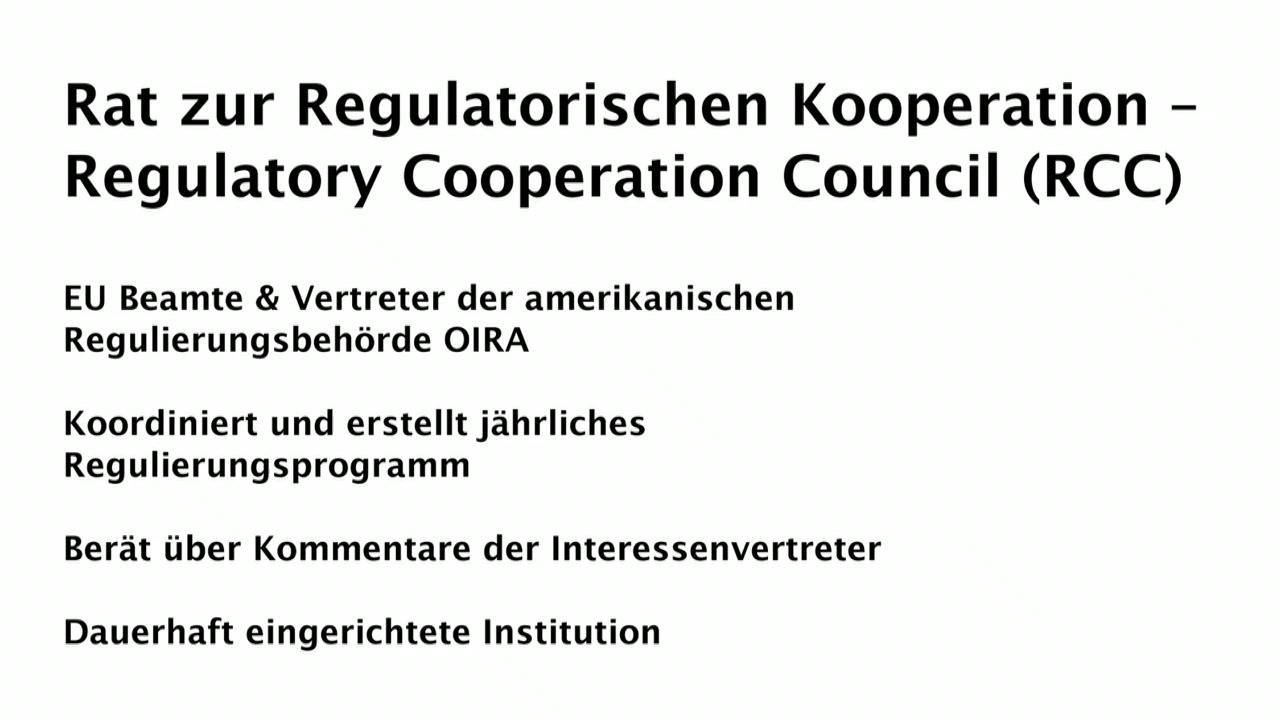 Rat zur Regulatorischen Kooperation –
Regulatory Cooperation Council (RCC)
EU Beamte & Vertreter der amerikanischen
Regulierungsbehörde OIRA
Koordiniert und erstellt jährliches
Regulierungsprogramm
Berät über Kommentare der Interessenvertreter
Dauerhaft eingerichtete Institution